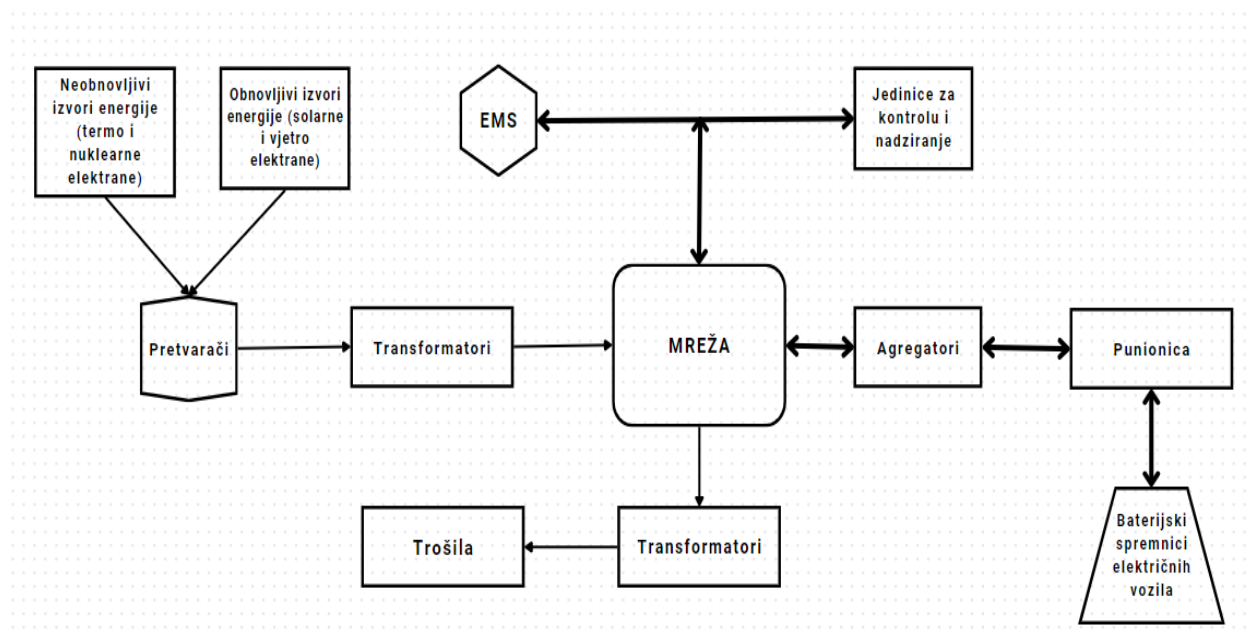 Neobnovljivi
izvori energije
(termo i
nuklearne
elektrane)
Obnovljivi izvori
energije (solarne
i vjetro
elektrane)
EMS
Jedinice za
kontrolu i
nadziranje
Pretvarači
Transformatori
MREŽA
Agregatori
Punionica
Trošila
Transformatori
Baterijski
spremnici
električnih
vozila